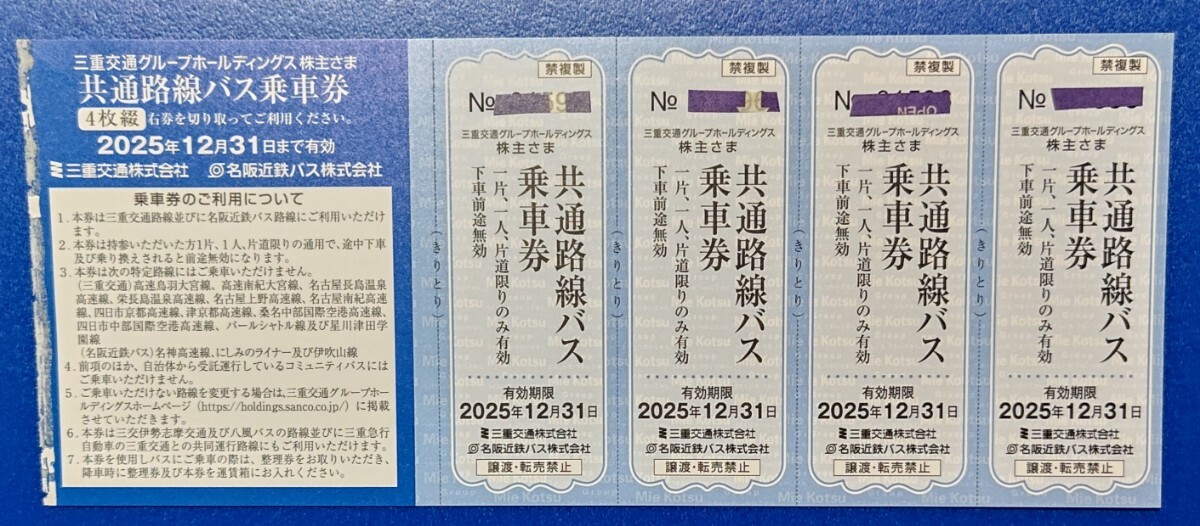 三重交通グループホールディングス 株主さま
共通路線バス乗車券
4枚綴 右券を切り取ってご利用ください。
2025年12月31日まで有効
三重交通株式会社 名阪近鉄バス株式会社
乗車券のご利用について
1. 本券は三重交通路線並びに名阪近鉄バス路線にご利用いただけ
ます。
2. 本券は持参いただいた方1片、1人、片道限りの通用で、途中下車
及び乗り換えされると前途無効になります。
3. 本券は次の特定路線にはご乗車いただけません。
(三重交通)高速鳥羽大宮線、高速南紀大宮線、名古屋長島温泉
高速線、栄長島温泉線、名古屋上野高速線、名古屋南紀高速
線、四日市京都高速線、津京都高速線、桑名中部国際空港線、
四日市中部国際空港高速線、パールシャトル線及び星川津田学
園線
(名阪近鉄バス)名神高速線、にしみのライナー及び伊吹山線
4. 前項のほか、自治体から受託運行しているコミュニティバスには
ご乗車いただけません。
5. ご乗車いただけない路線を変更する場合は、三重交通グループホー
ルディングスホームページ(https://holdings.sanco.co.jp/)に掲載
させていただきます。
6. 本券は三交伊勢志摩交通及び八風バスの路線並びに三重急行
自動車の三重交通との共同運行路線にもご利用いただけます。
7. 本券を使用しバスにご乗車の際は、整理券をお取りいただき、
降車時に整理券及び本券を運賃箱にお入れください。
(きりとり)
禁複製
No
三重交通グループホールディングス
株主さま
共通路線バス
乗車券
一片、一人、片道限りのみ有効
下車前途無効
有効期限
2025年12月31日
三重交通株式会社
名阪近鉄バス株式会社
譲渡・転売禁止
(きりとり)
禁複製
No
三重交通グループホールディングス
株主さま
共通路線バス
乗車券
一片、一人、片道限りのみ有効
下車前途無効
有効期限
2025年12月31日
三重交通株式会社
名阪近鉄バス株式会社
譲渡・転売禁止
(きりとり)
禁複製
No
OPEN
三重交通グループホールディングス
株主さま
共通路線バス
乗車券
一片、一人、片道限りのみ有効
下車前途無効
有効期限
2025年12月31日
三重交通株式会社
名阪近鉄バス株式会社
譲渡・転売禁止
(きりとり)
禁複製
No
三重交通グループホールディングス
株主さま
共通路線バス
乗車券
一片、一人、片道限りのみ有効
下車前途無効
有効期限
2025年12月31日
三重交通株式会社
名阪近鉄バス株式会社
譲渡・転売禁止
Mie Kotsu